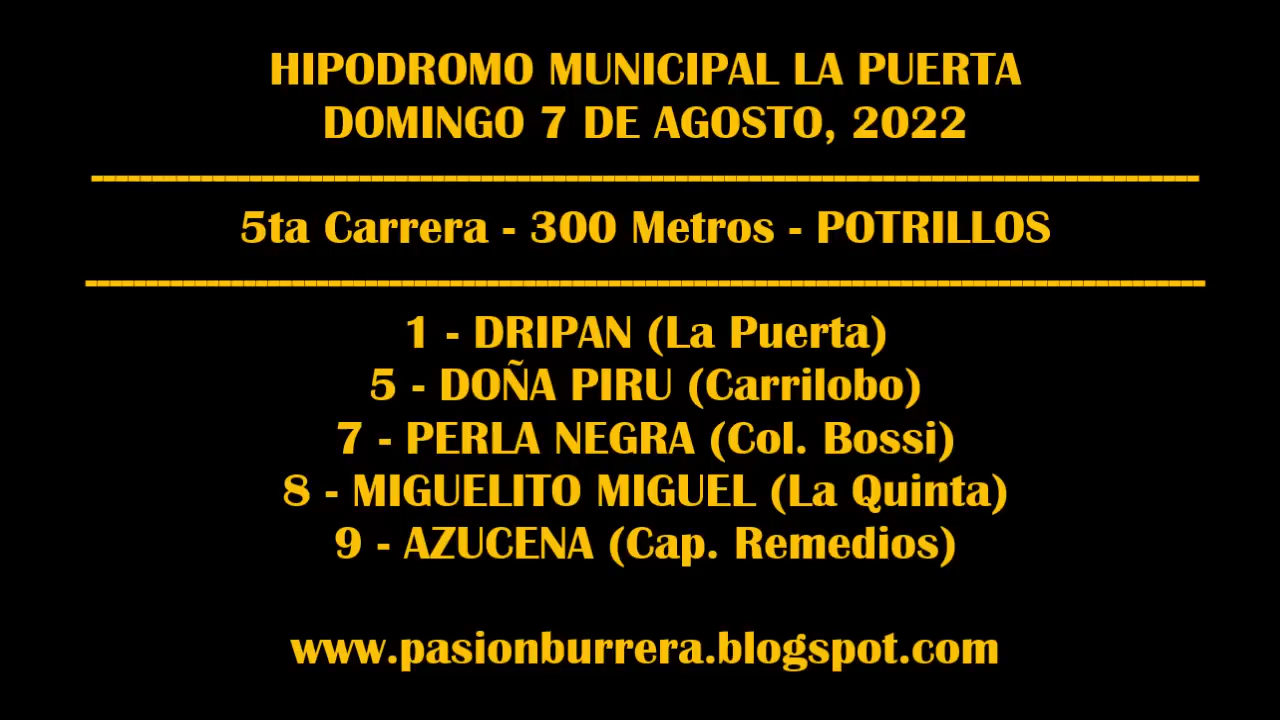 HIPODROMO MUNICIPAL LA PUERTA
DOMINGO 7 DE AGOSTO, 2022
5ta Carrera - 300 Metros - POTRILLOS
1 - DRIPAN (La Puerta)
5 - DOÑA PIRU (Carrilobo)
7 - PERLA NEGRA (Col. Bossi)
8 - MIGUELITO MIGUEL (La Quinta)
9 - AZUCENA (Cap. Remedios)
www.pasionburrera.blogspot.com